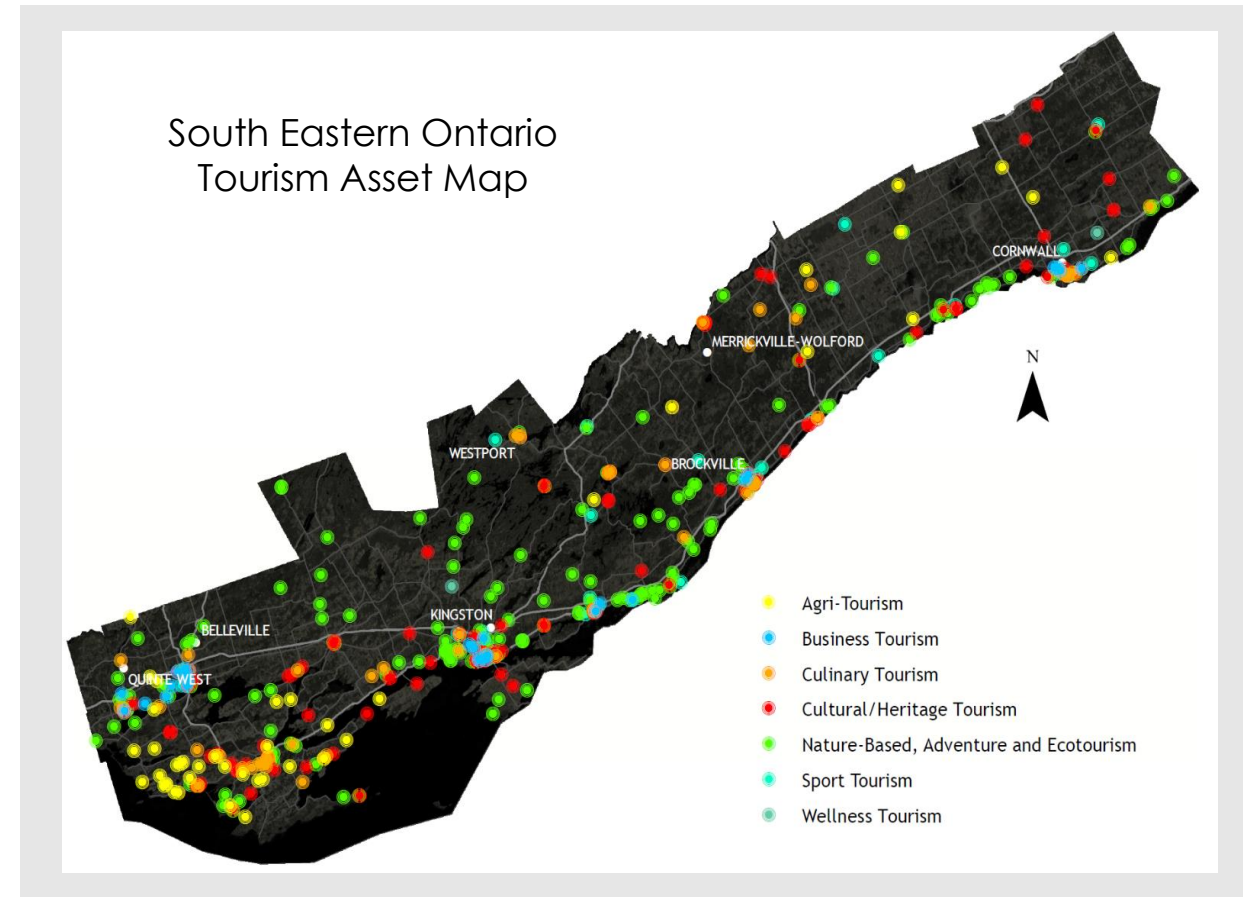 South Eastern Ontario
Tourism Asset Map
CORNWALL
N
MERRICKVILLE-WOLFORD
WESTPORT
BROCKVILLE
KINGSTON
BELLEVILLE
QUINTE WEST
Agri-Tourism
Business Tourism
Culinary Tourism
Cultural/Heritage Tourism
Nature-Based, Adventure and Ecotourism
Sport Tourism
Wellness Tourism